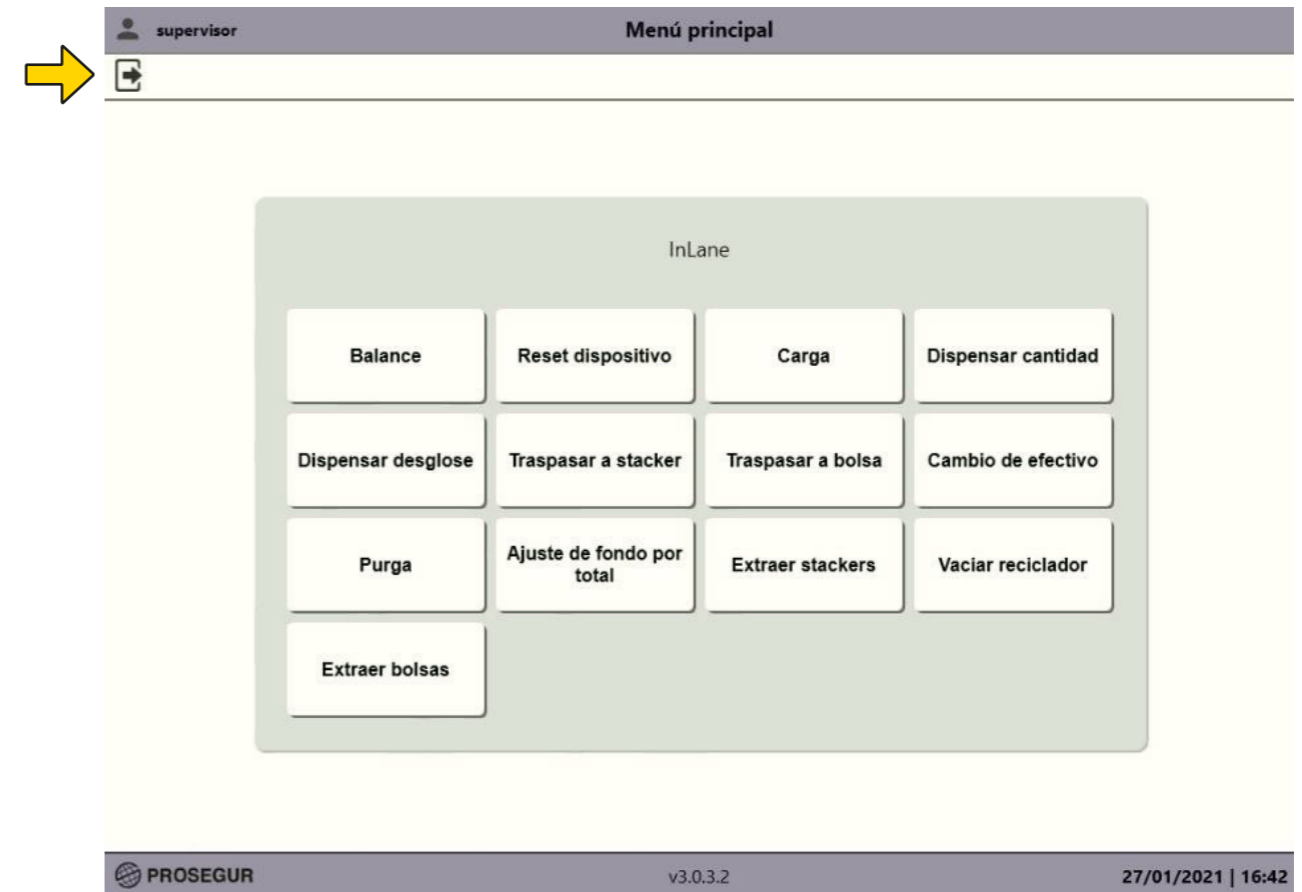 supervisor
Menú principal
InLane
Balance
Reset dispositivo
Carga
Dispensar cantidad
Dispensar desglose
Traspasar a stacker
Traspasar a bolsa
Cambio de efectivo
Purga
Ajuste de fondo por
total
Extraer stackers
Vaciar reciclador
Extraer bolsas
PROSEGUR
v3.0.3.2
27/01/2021 | 16:42